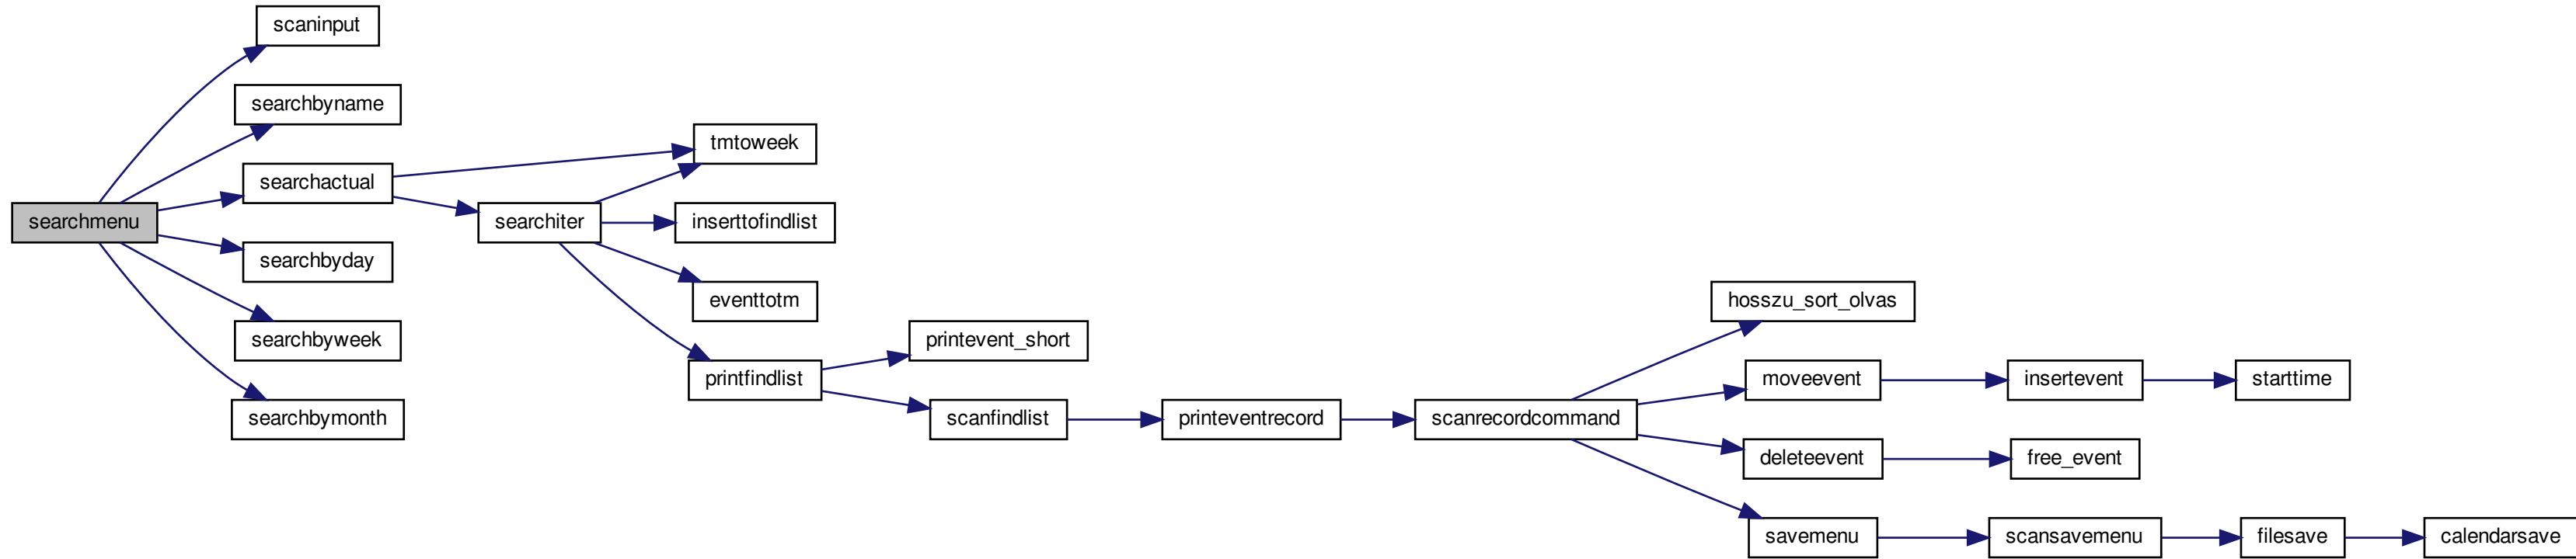 scaninput
searchbyname
tmtoweek
searchactual
searchmenu
searchiter
inserttofindlist
searchbyday
eventtotm
hosszu_sort_olvas
searchbyweek
printevent_short
printfindlist
moveevent
insertevent
starttime
searchbymonth
scanfindlist
printeventrecord
scanrecordcommand
deleteevent
free_event
savemenu
scansavemenu
filesave
calendarsave